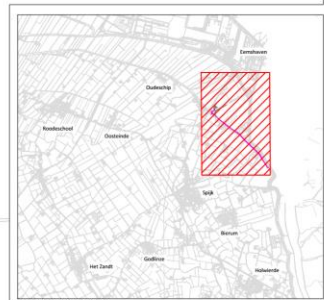 Eemshaven
Oudeschip
Roodeschool
Oosteinde
Spijk
Bierum
Godlinze
Het Zandt
Holwierde